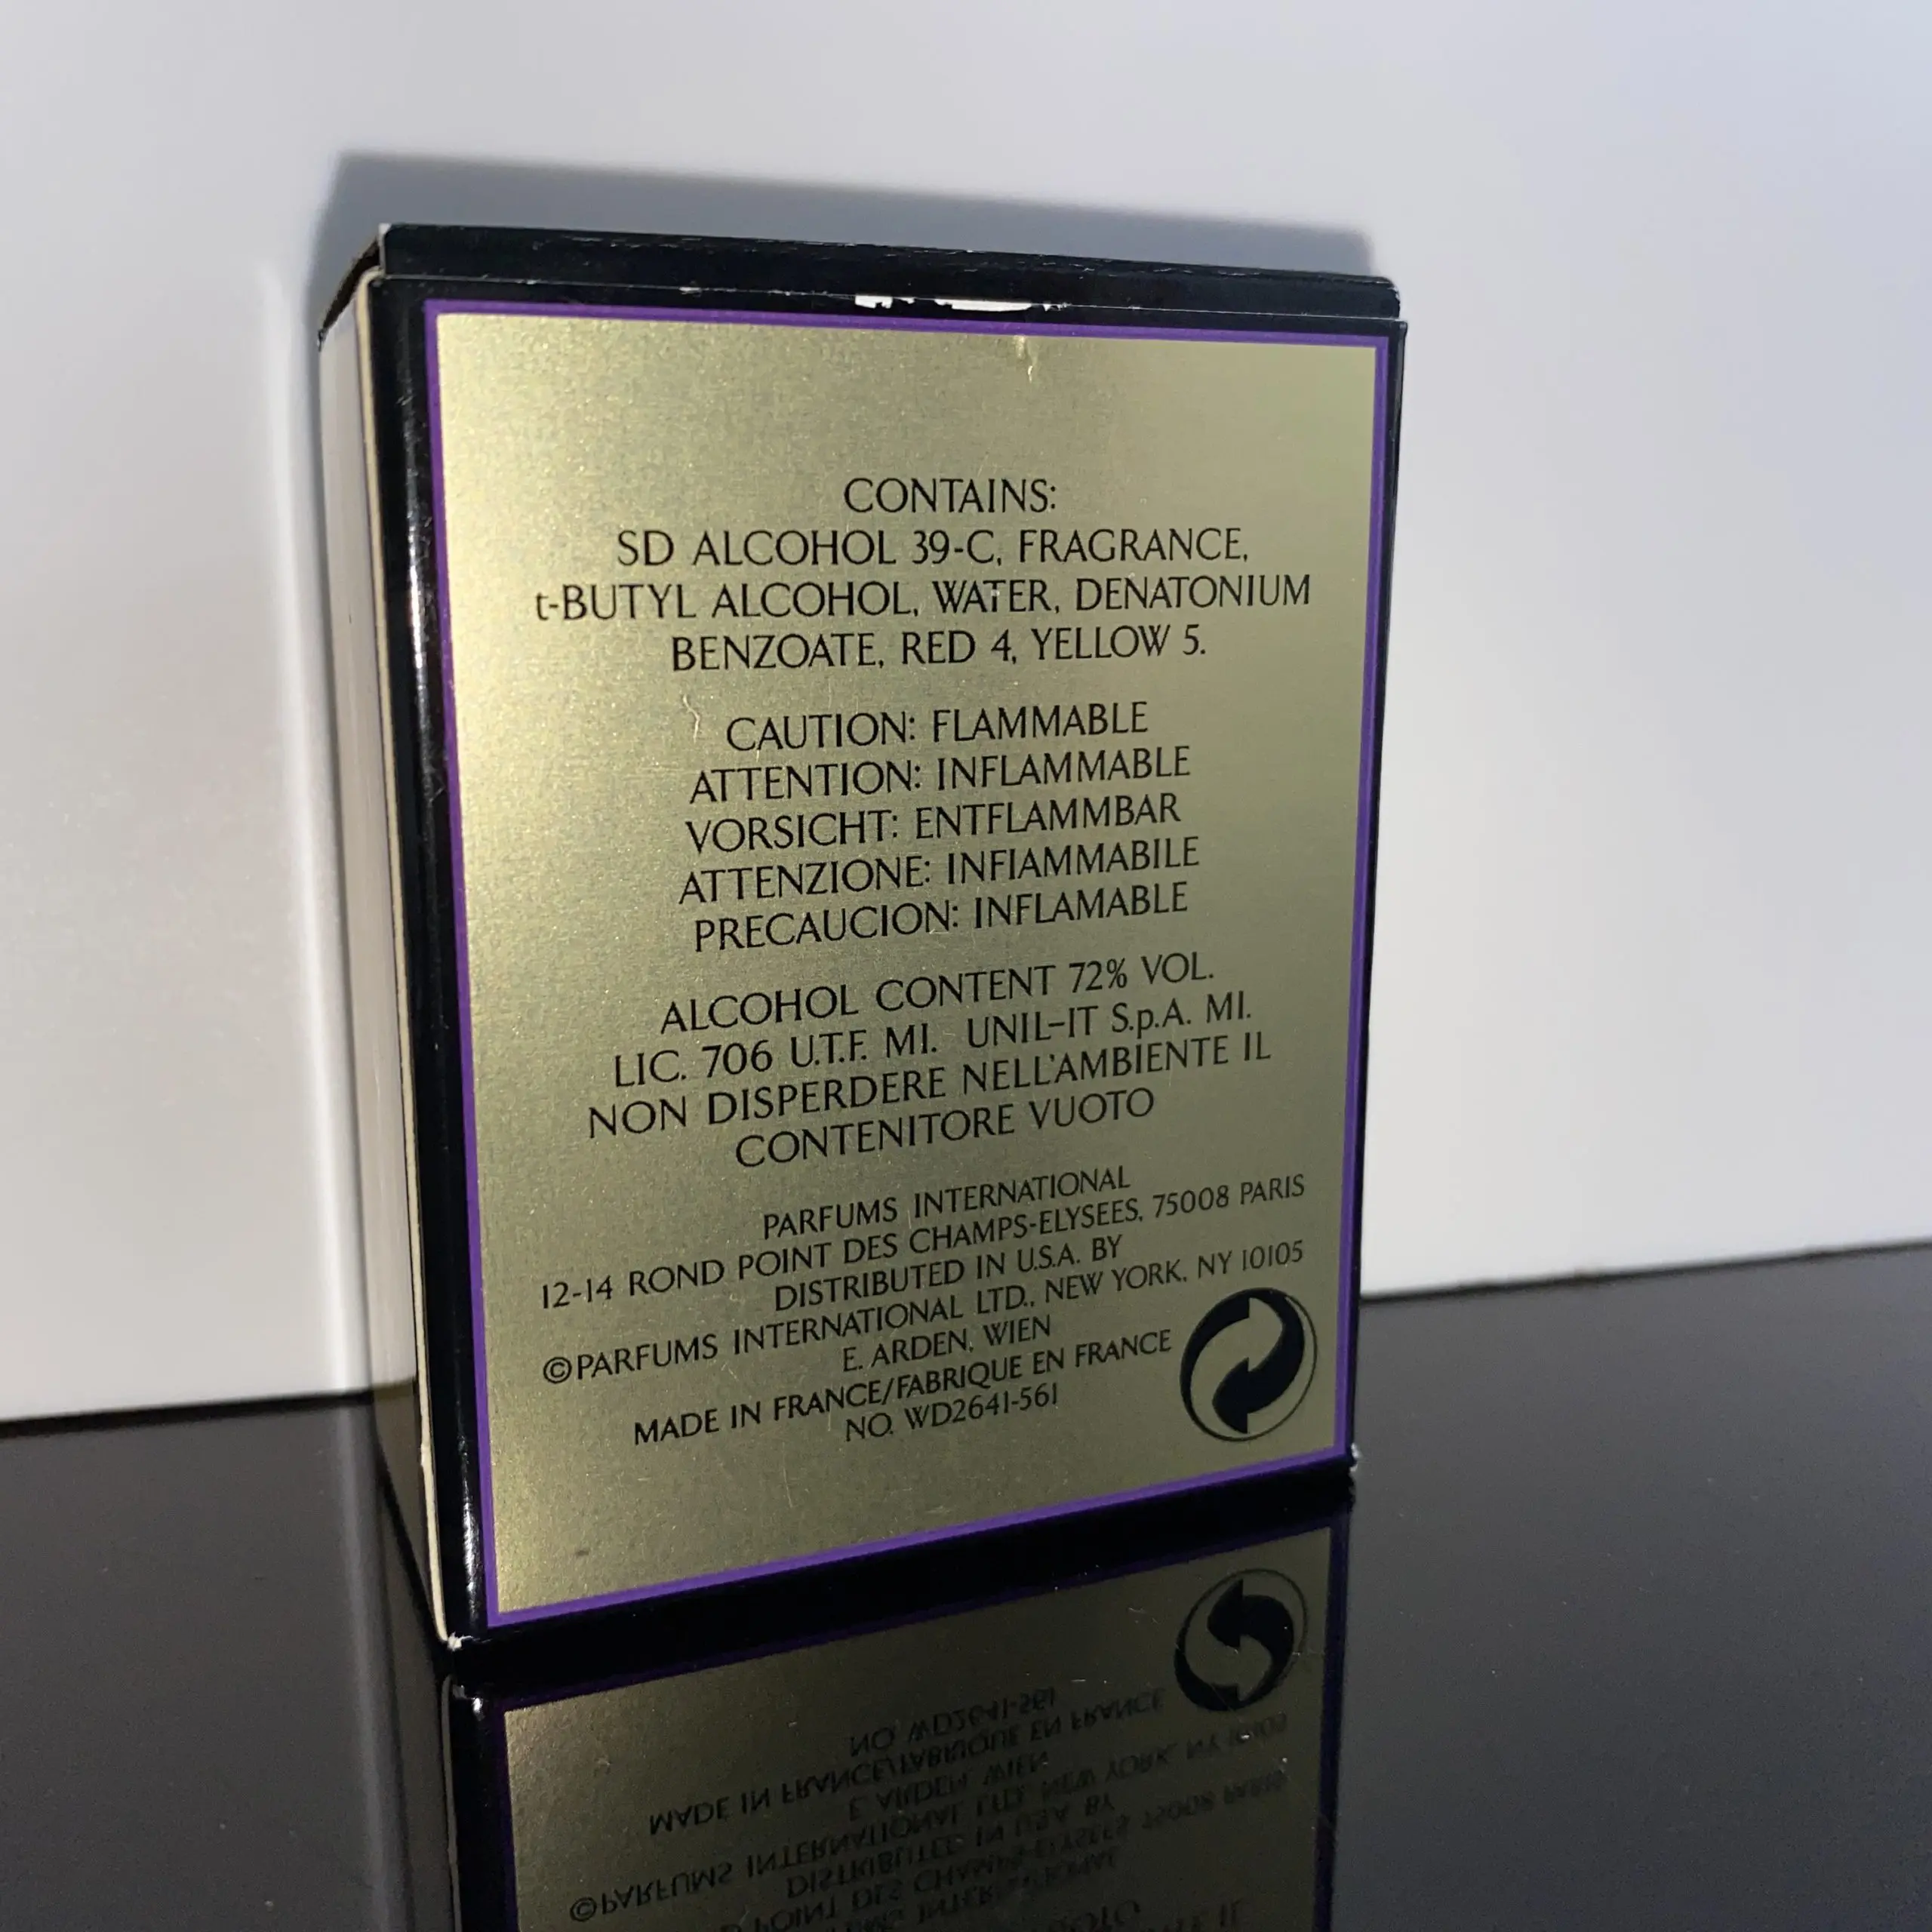 CONTAINS:
SD ALCOHOL 39-C, FRAGRANCE,
t-BUTYL ALCOHOL, WATER, DENATONIUM
BENZOATE, RED 4, YELLOW 5.
CAUTION: FLAMMABLE
ATTENTION: INFLAMMABLE
VORSICHT: ENTFLAMMBAR
ATTENZIONE: INFIAMMABILE
PRECAUCION: INFLAMABLE
ALCOHOL CONTENT 72% VOL.
LIC. 706 U.T.F. MI. UNIL-IT S.p.A. MI.
NON DISPERDERE NELL'AMBIENTE IL
CONTENITORE VUOTO
PARFUMS INTERNATIONAL
12-14 ROND POINT DES CHAMPS-ELYSEES, 75008 PARIS
DISTRIBUTED IN U.S.A. BY
©PARFUMS INTERNATIONAL LTD., NEW YORK, NY 10105
E. ARDEN, WIEN
MADE IN FRANCE/FABRIQUE EN FRANCE
NO. WD2641-561